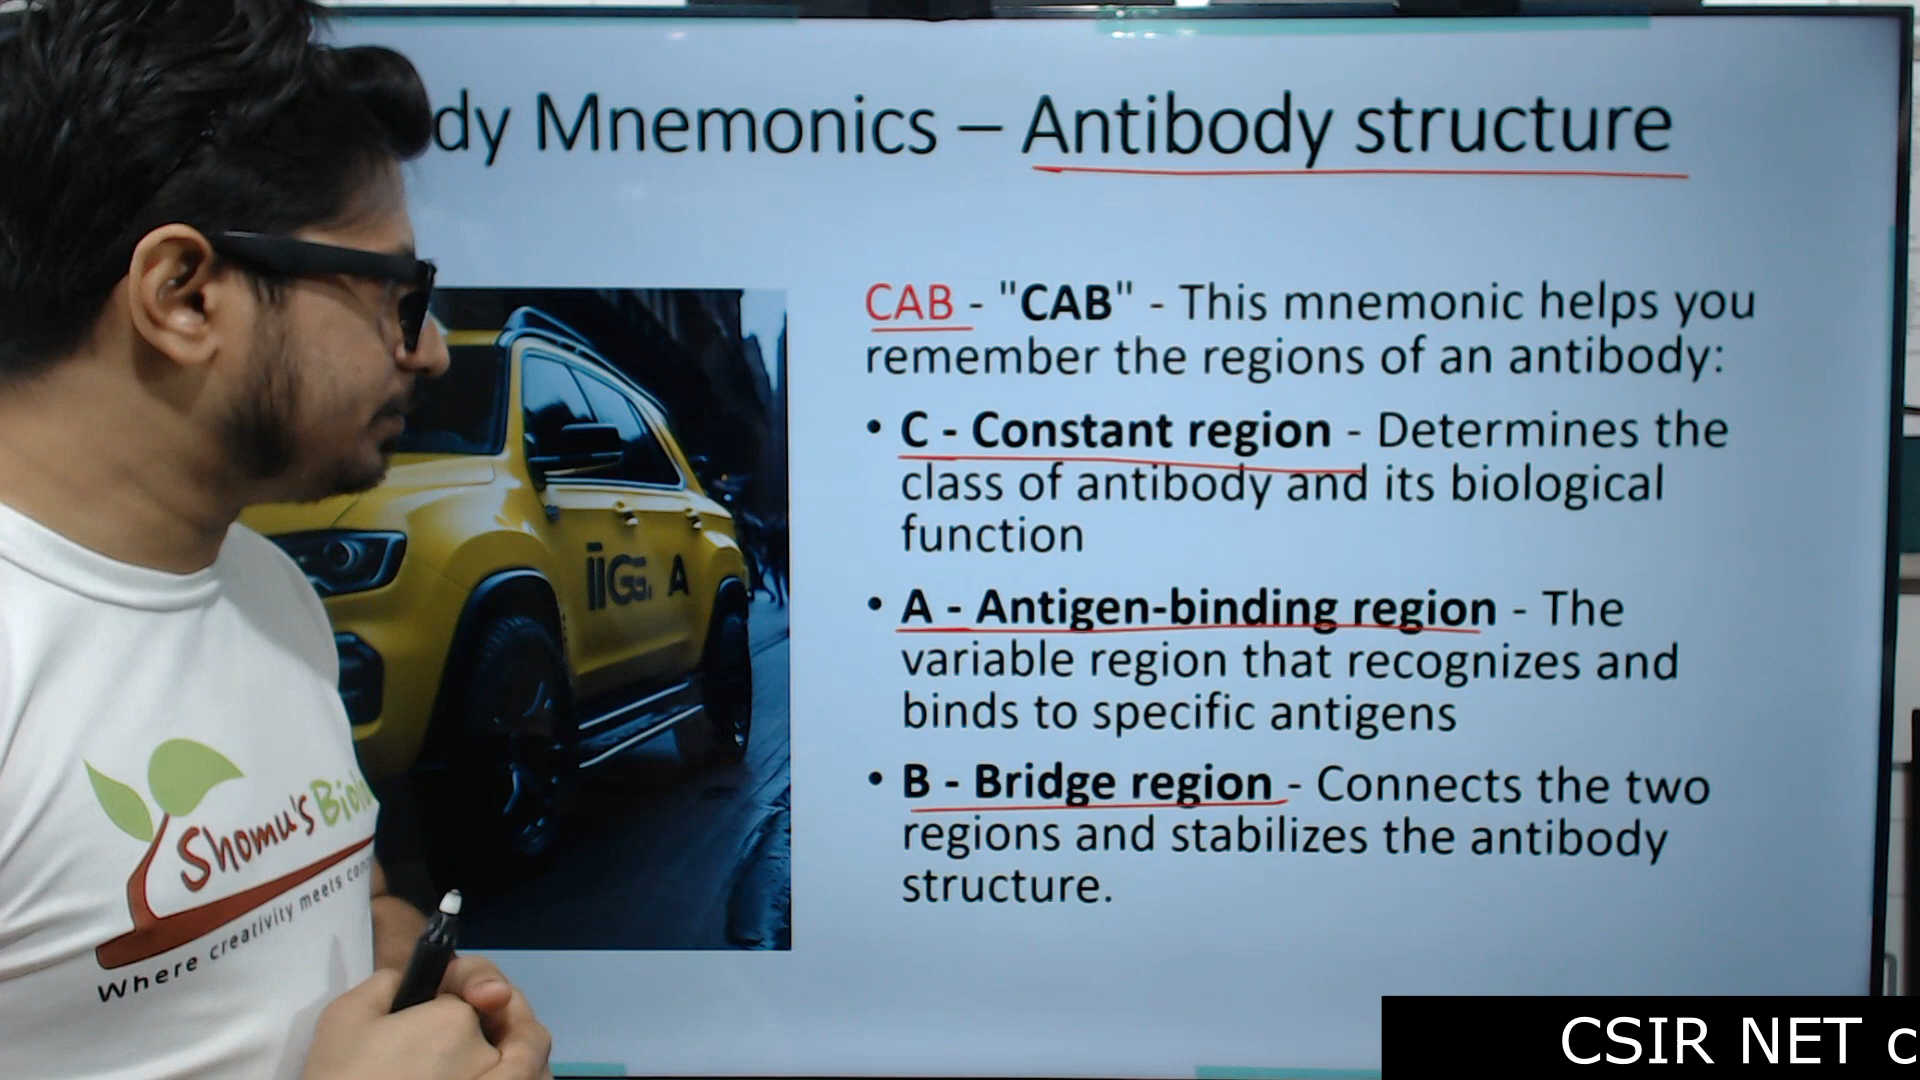 dy Mnemonics – Antibody structure
CAB - "CAB" - This mnemonic helps you
remember the regions of an antibody:
• C - Constant region - Determines the
class of antibody and its biological
function
• A - Antigen-binding region - The
variable region that recognizes and
binds to specific antigens
• B - Bridge region - Connects the two
regions and stabilizes the antibody
structure.
A
Shomu's Biolo
Where creativity meets con
CSIR NET c